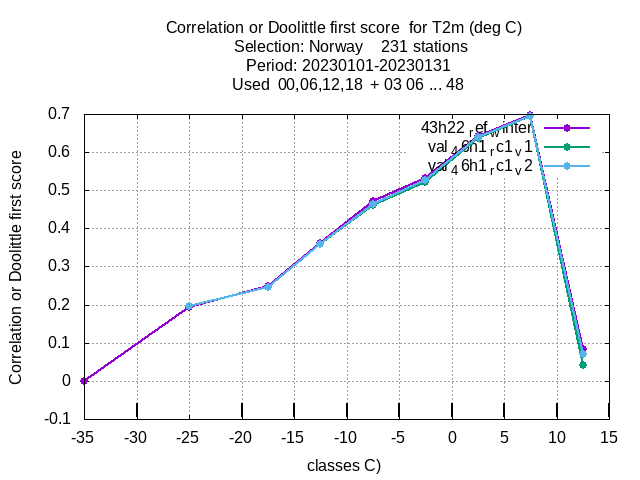 Correlation or Doolittle first score  for T2m (deg C)
Selection: Norway    231 stations
Period: 20230101-20230131
Used  00,06,12,18  + 03 06 ... 48
Correlation or Doolittle first score
0.7
0.6
0.5
0.4
0.3
0.2
0.1
0
-0.1
43h22_ref_winter
val_46h1_rc1_v1
val_46h1_rc1_v2
-35 -30 -25 -20 -15 -10 -5 0 5 10 15
classes C)